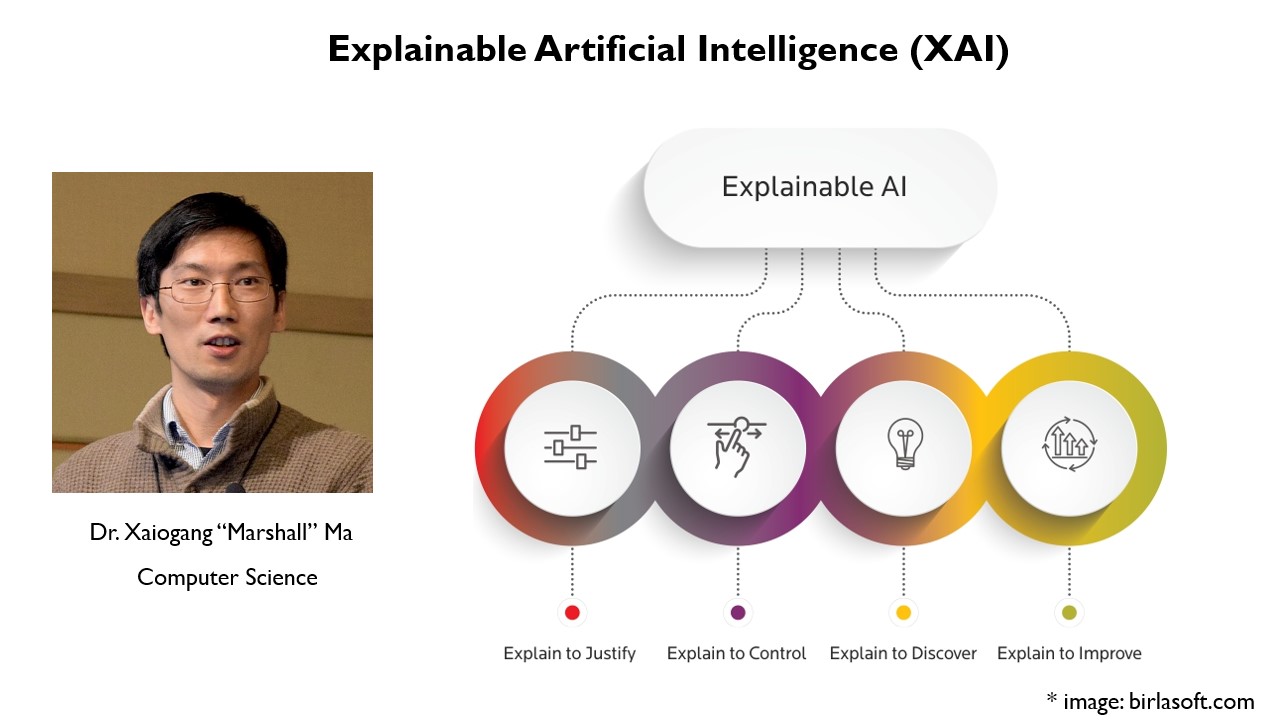 Explainable Artificial Intelligence (XAI)
Explainable AI
Dr. Xaiogang “Marshall” Ma
Computer Science
Explain to Justify
Explain to Control
Explain to Discover
Explain to Improve
* image: birlasoft.com